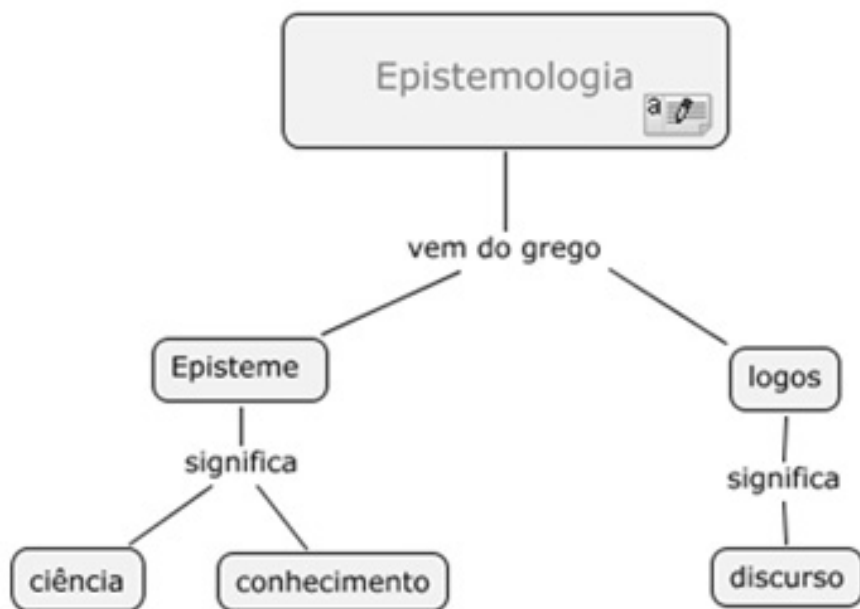 Epistemologia
a
vem do grego
Episteme
logos
significa
significa
ciência
conhecimento
discurso